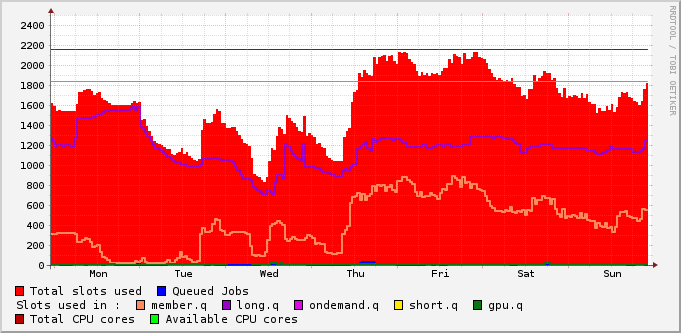 2400
2200
2000
1800
1600
1400
1200
1000
800
600
400
200
0
Mon Tue Wed Thu Fri Sat Sun
RRDTOOL / TOBI OETIKER
Total slots used Queued Jobs
Slots used in : member.q long.q ondemand.q short.q gpu.q
Total CPU cores Available CPU cores